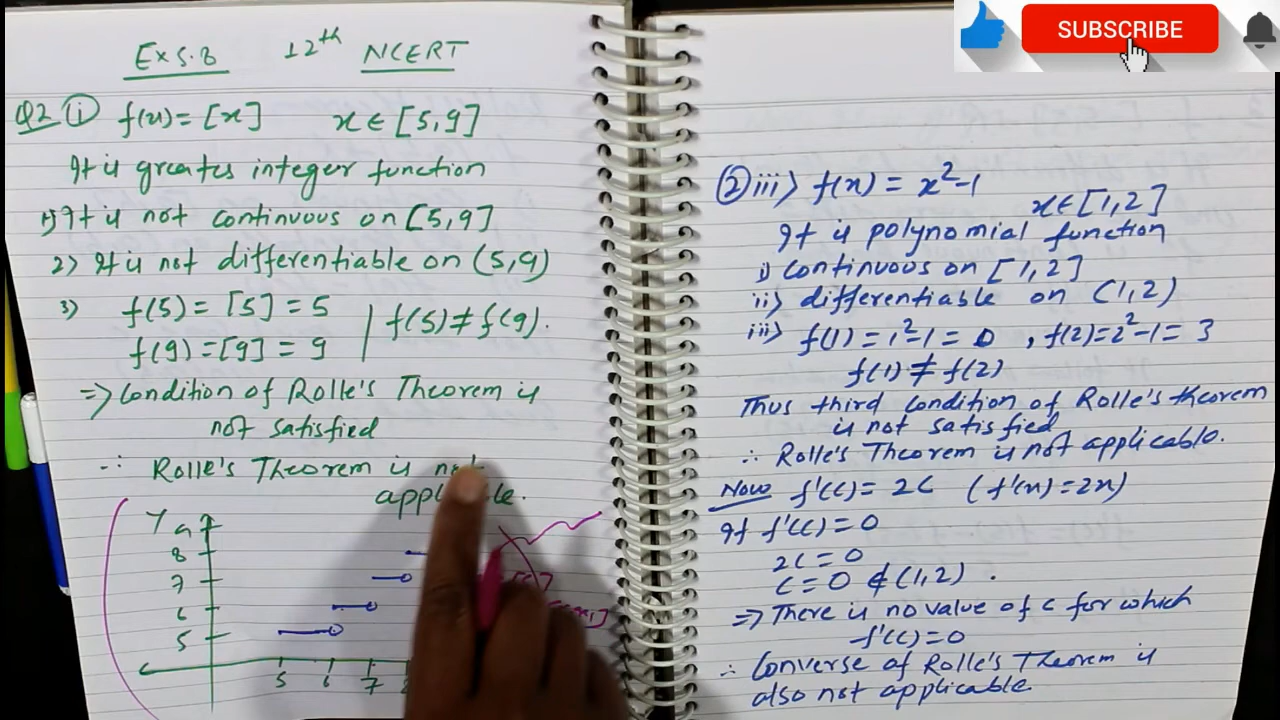 Ex 5.8 12th NCERT
Q2 (i) f(x) = [x] x ∈ [5,9]
It is greates integer function
1) It is not continuous on [5,9]
2) It is not differentiable on (5,9)
3) f(5) = [5] = 5
f(9) = [9] = 9
f(5) ≠ f(9).
=> Condition of Rolle's Theorem is
not satisfied
∴ Rolle's Theorem is not
applicable.
Y 9
8
7
6
5
5 6 7
SUBSCRIBE
(2) iii) f(x) = x²-1
x ∈ [1,2]
It is polynomial function
i) continuous on [1,2]
ii) differentiable on (1,2)
iii) f(1) = 1²-1 = 0 , f(2)=2²-1= 3
f(1) ≠ f(2)
Thus third condition of Rolle's theorem
is not satisfied
∴ Rolle's Theorem is not applicable.
Now f'(c) = 2c (f'(x) = 2x)
If f'(c) = 0
2c = 0
c = 0 ∉ (1,2) .
=> There is no value of c for which
f'(c) = 0
∴ Converse of Rolle's Theorem is
also not applicable